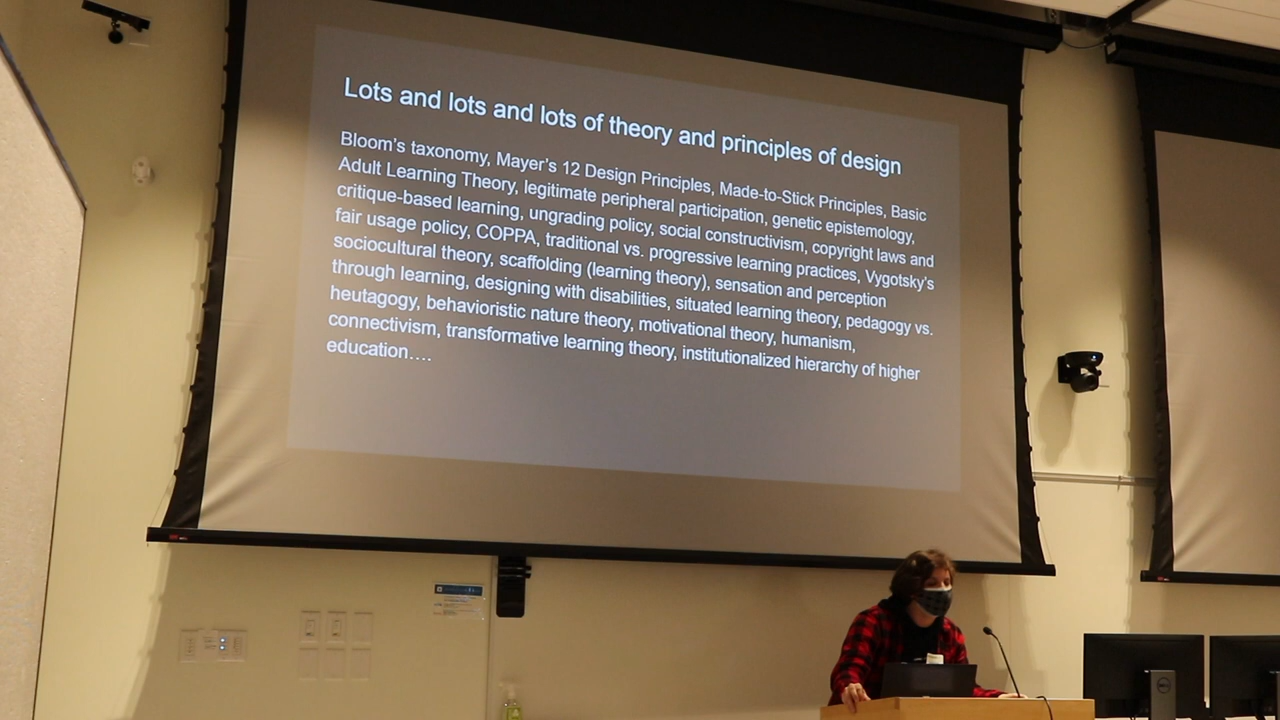 Lots and lots and lots of theory and principles of design
Bloom's taxonomy, Mayer's 12 Design Principles, Made-to-Stick Principles, Basic
Adult Learning Theory, legitimate peripheral participation, genetic epistemology,
critique-based learning, ungrading policy, social constructivism, copyright laws and
fair usage policy, COPPA, traditional vs. progressive learning practices, Vygotsky's
sociocultural theory, scaffolding (learning theory), sensation and perception
through learning, designing with disabilities, situated learning theory, pedagogy vs.
heutagogy, behavioristic nature theory, motivational theory, humanism,
connectivism, transformative learning theory, institutionalized hierarchy of higher
education....
DELL